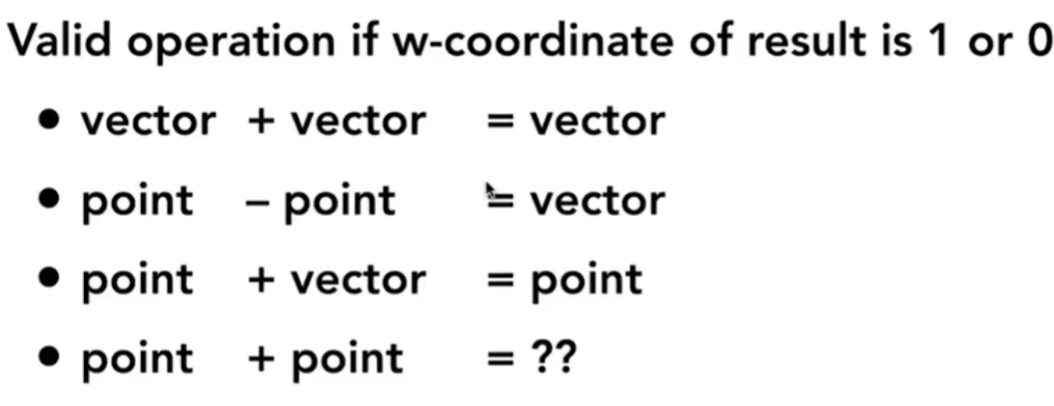 Valid operation if w-coordinate of result is 1 or 0
• vector + vector = vector
• point – point = vector
• point + vector = point
• point + point = ??